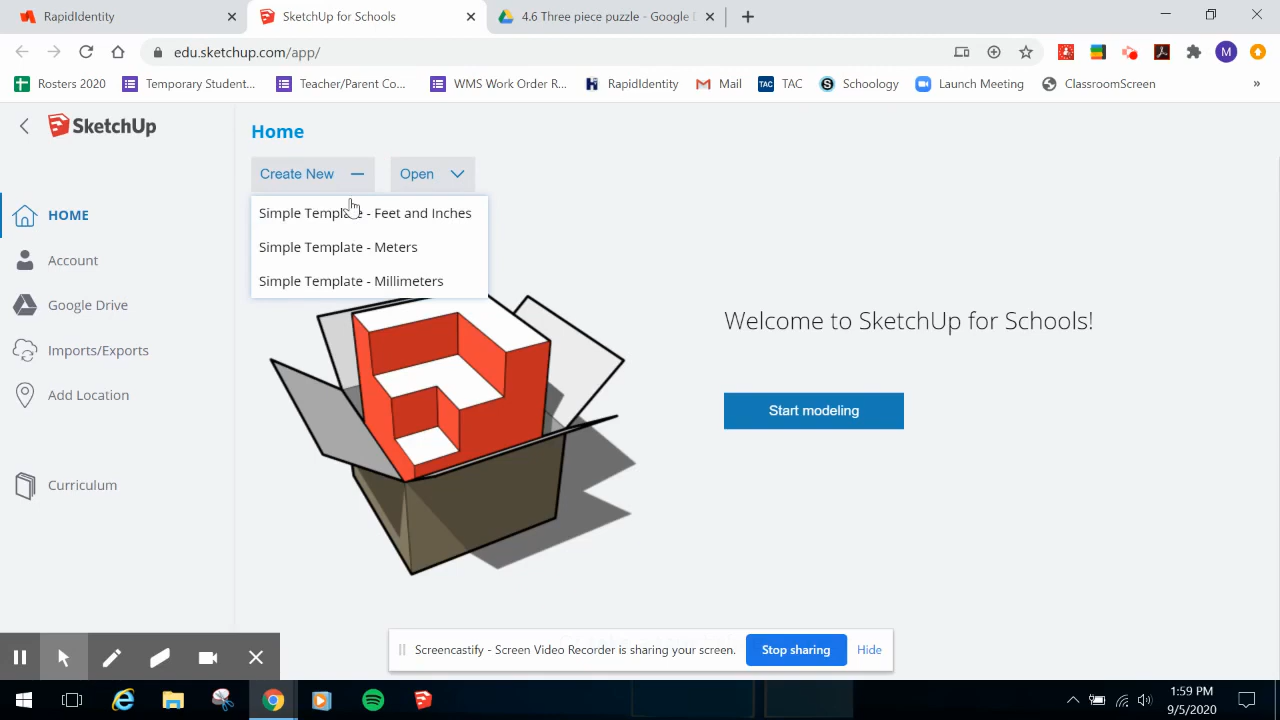 RapidIdentity
SketchUp for Schools
4.6 Three piece puzzle - Google
edu.sketchup.com/app/
M
Rosters 2020
Temporary Student...
Teacher/Parent Co...
WMS Work Order R...
RapidIdentity
Mail
TAC TAC
S Schoology
Launch Meeting
ClassroomScreen
»
SketchUp
Home
Create New
Open
Simple Template - Feet and Inches
Simple Template - Meters
Simple Template - Millimeters
HOME
Account
Google Drive
Imports/Exports
Add Location
Curriculum
Welcome to SketchUp for Schools!
Start modeling
Screencastify - Screen Video Recorder is sharing your screen.
Stop sharing
Hide
1:59 PM
9/5/2020